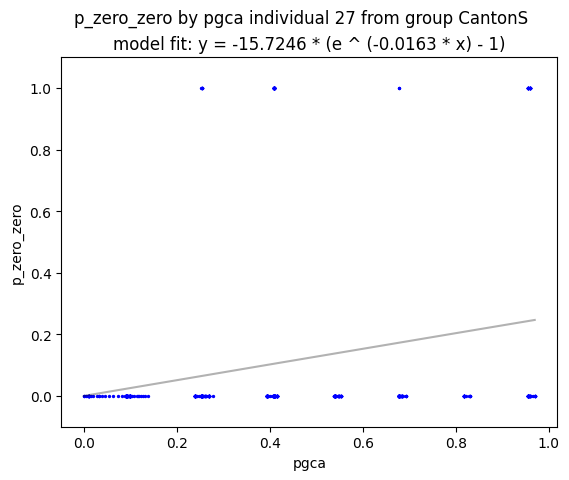 p_zero_zero by pgca individual 27 from group CantonS
model fit: y = -15.7246 * (e ^ (-0.0163 * x) - 1)
1.0
0.8
0.6
0.4
0.2
0.0
p_zero_zero
0.0 0.2 0.4 0.6 0.8 1.0
pgca